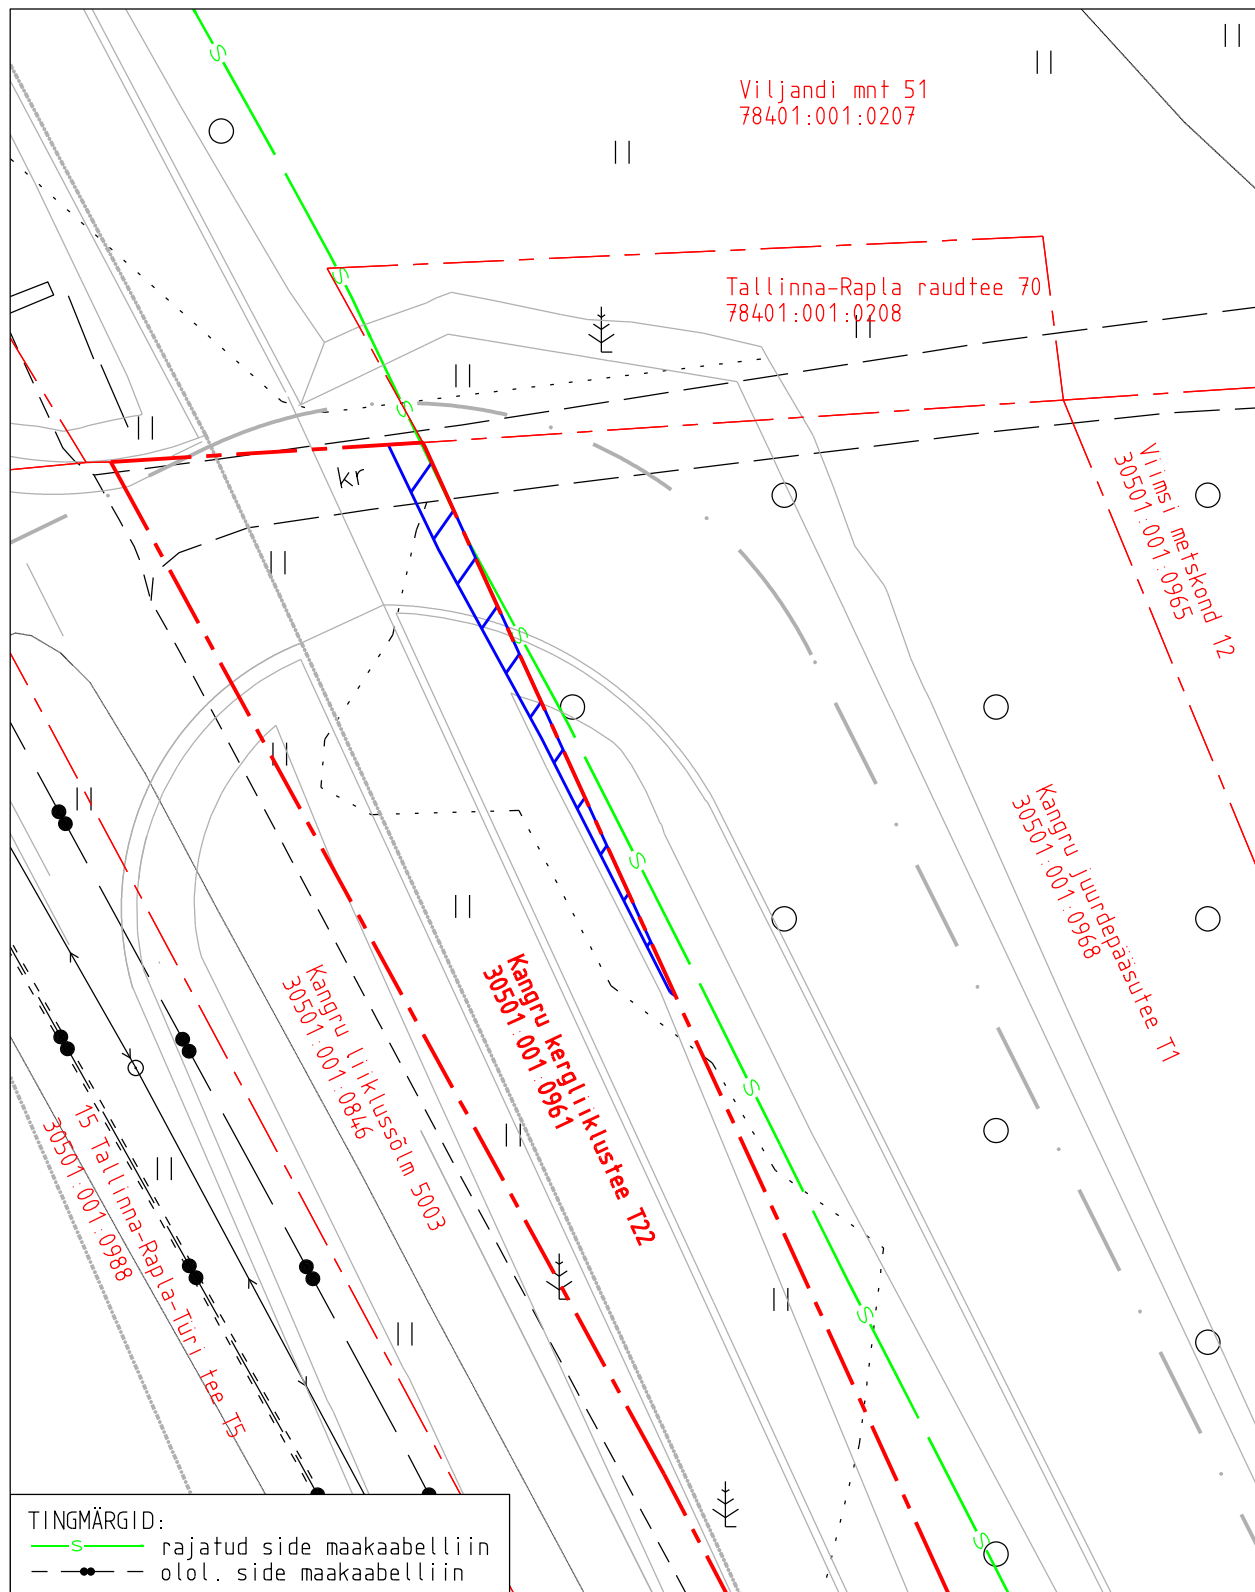 Viljandi mnt 51
78401:001:0207
Tallinna-Rapla raudtee 70
78401:001:0208
kr
Viimsi metskond 12
30501:001:0965
Kangru juurdepääsutee T1
30501:001:0968
Kangru kergliiklustee T22
30501:001:0961
Kangru liiklussõlm 5003
30501:001:0846
15 Tallinna-Rapla-Türi tee T5
30501:001:0988
S
S
S
S
S
S
S
S
TINGMÄRGID:
S rajatud side maakaabelliin
olol. side maakaabelliin